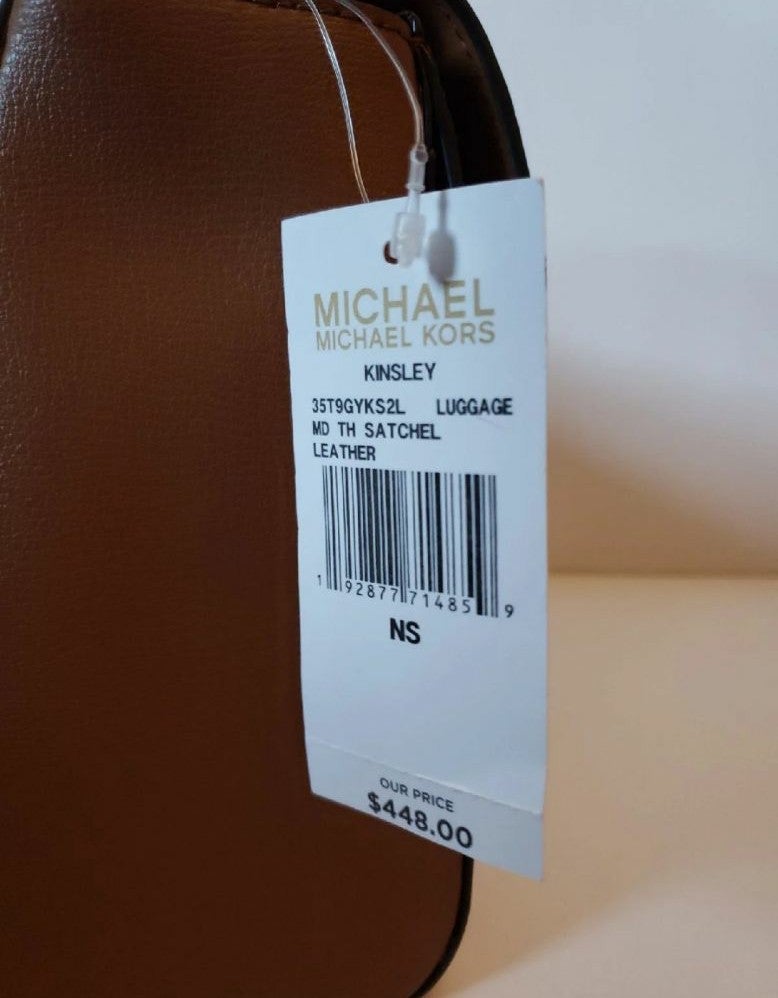 MICHAEL
MICHAEL KORS
KINSLEY
35T9GYKS2L LUGGAGE
MD TH SATCHEL
LEATHER
1 92877 71485 9
NS
OUR PRICE
$448.00